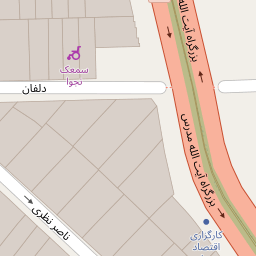 بزرگراه آیت الله
سمعک
نجوا
دلفان
بزرگراه آیت الله مدرس
ناصر نظری
کارگزاری
اقتصاد